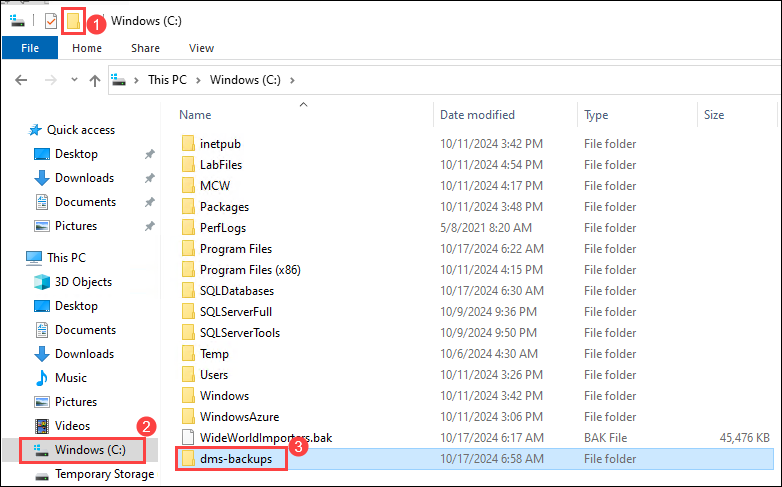 1
Windows (C:)
File Home Share View
This PC Windows (C:)
Name Date modified Type Size
Quick access
Desktop
Downloads
Documents
Pictures
This PC
3D Objects
Desktop
Documents
Downloads
Music
Pictures
Videos
2
Windows (C:)
Temporary Storage
inetpub 10/11/2024 3:42 PM File folder
LabFiles 10/11/2024 4:54 PM File folder
MCW 10/11/2024 4:17 PM File folder
Packages 10/11/2024 3:48 PM File folder
PerfLogs 5/8/2021 8:20 AM File folder
Program Files 10/17/2024 6:22 AM File folder
Program Files (x86) 10/11/2024 4:15 PM File folder
SQLDatabases 10/17/2024 6:30 AM File folder
SQLServerFull 10/9/2024 9:36 PM File folder
SQLServerTools 10/9/2024 9:50 PM File folder
Temp 10/6/2024 4:30 AM File folder
Users 10/11/2024 3:26 PM File folder
Windows 10/11/2024 3:42 PM File folder
WindowsAzure 10/11/2024 3:06 PM File folder
WideWorldImporters.bak 10/17/2024 6:17 AM BAK File 45,476 KB
3
dms-backups 10/17/2024 6:58 AM File folder